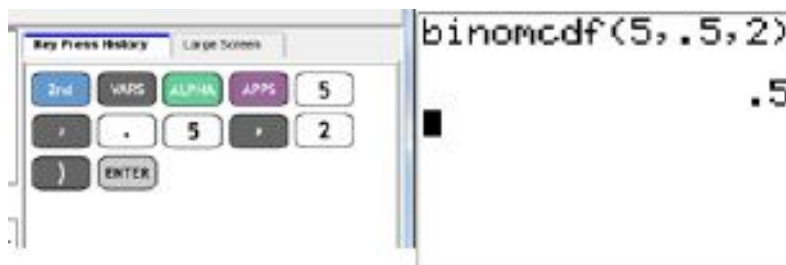 Key Press History Large Screen
2nd VARS ALPHA APPS 5
, . 5 , 2
) ENTER
binomcdf(5,.5,2)
.5